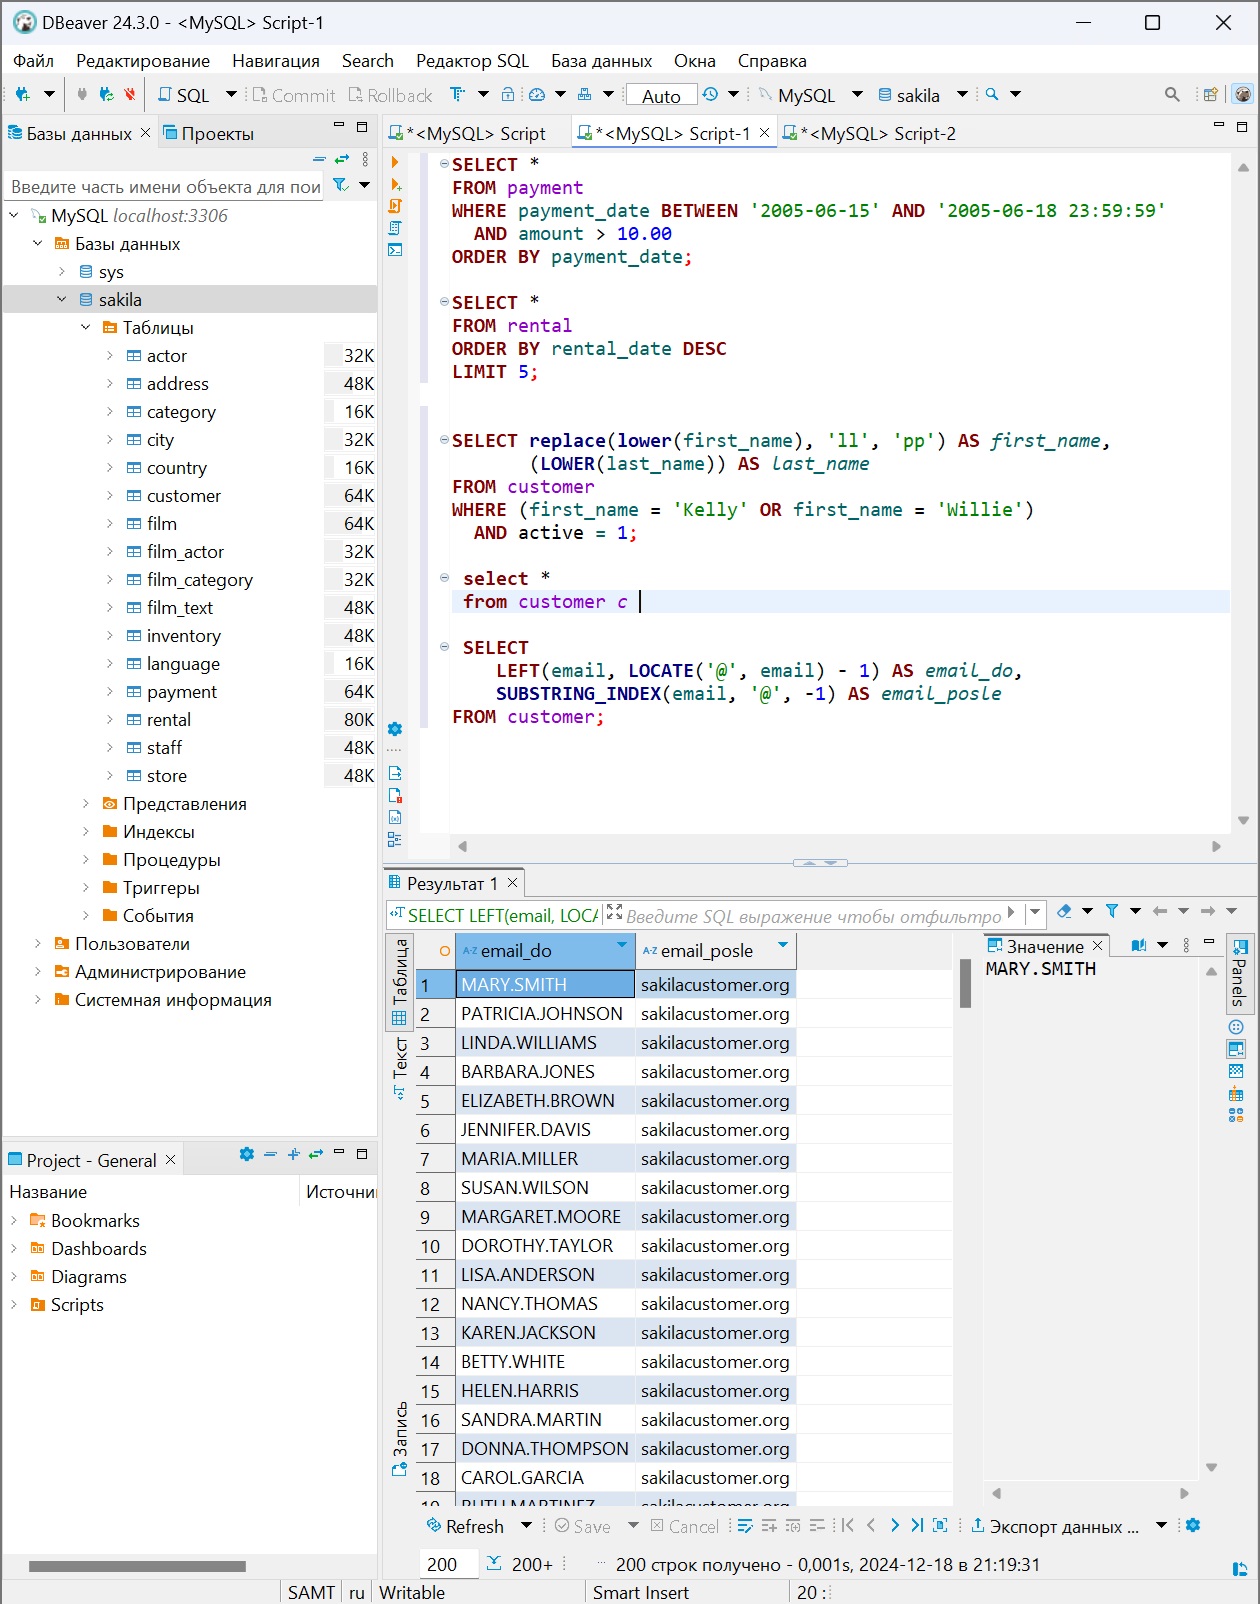 DBeaver 24.3.0 - <MySQL> Script-1
Файл Редактирование Навигация Search Редактор SQL База данных Окна Справка
SQL Commit Rollback Auto MySQL sakila
Базы данных Проекты
Введите часть имени объекта для пои
MySQL localhost:3306
Базы данных
sys
sakila
Таблицы
actor 32K
address 48K
category 16K
city 32K
country 16K
customer 64K
film 64K
film_actor 32K
film_category 32K
film_text 48K
inventory 48K
language 16K
payment 64K
rental 80K
staff 48K
store 48K
Представления
Индексы
Процедуры
Триггеры
События
Пользователи
Администрирование
Системная информация
Project - General
Название Источни
Bookmarks
Dashboards
Diagrams
Scripts
*<MySQL> Script *<MySQL> Script-1 *<MySQL> Script-2
SELECT *
FROM payment
WHERE payment_date BETWEEN '2005-06-15' AND '2005-06-18 23:59:59'
AND amount > 10.00
ORDER BY payment_date;
SELECT *
FROM rental
ORDER BY rental_date DESC
LIMIT 5;
SELECT replace(lower(first_name), 'll', 'pp') AS first_name,
(LOWER(last_name)) AS last_name
FROM customer
WHERE (first_name = 'Kelly' OR first_name = 'Willie')
AND active = 1;
select *
from customer c
SELECT
LEFT(email, LOCATE('@', email) - 1) AS email_do,
SUBSTRING_INDEX(email, '@', -1) AS email_posle
FROM customer;
Результат 1
SELECT LEFT(email, LOCA Введите SQL выражение чтобы отфильтро
Таблица
Текст
Запись
A-Z email_do A-Z email_posle
1 MARY.SMITH sakilacustomer.org
2 PATRICIA.JOHNSON sakilacustomer.org
3 LINDA.WILLIAMS sakilacustomer.org
4 BARBARA.JONES sakilacustomer.org
5 ELIZABETH.BROWN sakilacustomer.org
6 JENNIFER.DAVIS sakilacustomer.org
7 MARIA.MILLER sakilacustomer.org
8 SUSAN.WILSON sakilacustomer.org
9 MARGARET.MOORE sakilacustomer.org
10 DOROTHY.TAYLOR sakilacustomer.org
11 LISA.ANDERSON sakilacustomer.org
12 NANCY.THOMAS sakilacustomer.org
13 KAREN.JACKSON sakilacustomer.org
14 BETTY.WHITE sakilacustomer.org
15 HELEN.HARRIS sakilacustomer.org
16 SANDRA.MARTIN sakilacustomer.org
17 DONNA.THOMPSON sakilacustomer.org
18 CAROL.GARCIA sakilacustomer.org
Значение
MARY.SMITH
Panels
Refresh Save Cancel Экспорт данных ...
200 200+ 200 строк получено - 0,001s, 2024-12-18 в 21:19:31
SAMT ru Writable Smart Insert 20 :